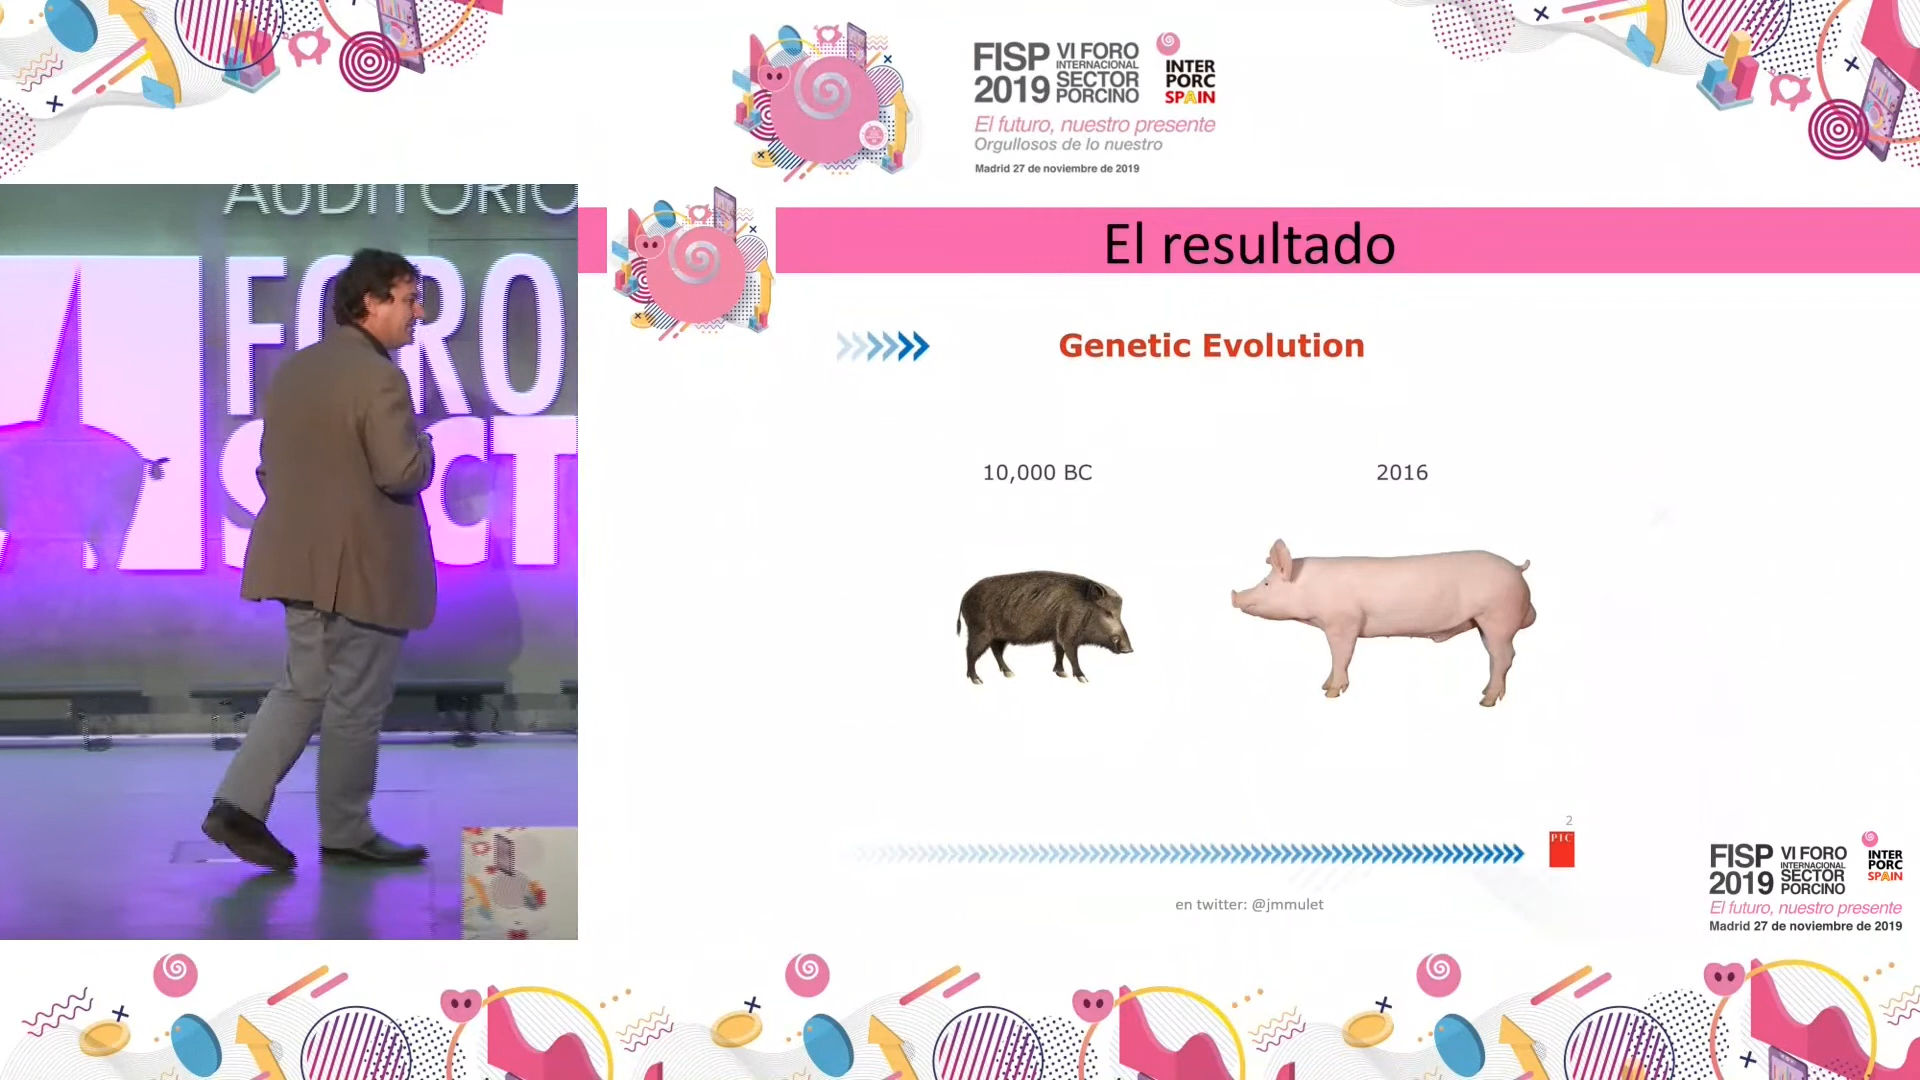 FISP
2019
VI FORO
INTERNACIONAL
SECTOR
PORCINO
INTER
PORC
SPAIN
El futuro, nuestro presente
Orgullosos de lo nuestro
Madrid 27 de noviembre de 2019
AUDITORIO
FORO
SECT
El resultado
Genetic Evolution
10,000 BC
2016
2
PIC
en twitter: @jmmulet
FISP
2019
VI FORO
INTERNACIONAL
SECTOR
PORCINO
INTER
PORC
SPAIN
El futuro, nuestro presente
Madrid 27 de noviembre de 2019